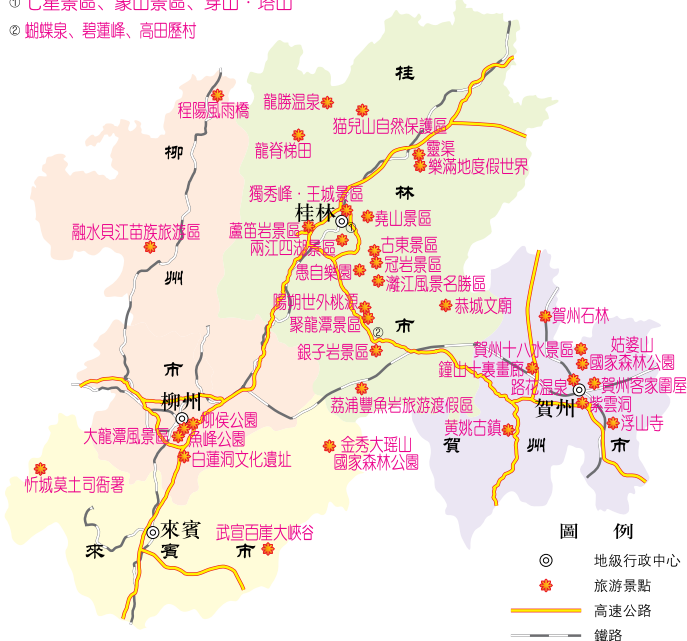 ① 七星景區、象山景區、穿山·塔山
② 蝴蝶泉、碧蓮峰、高田歷村
桂
林
市
程陽風雨橋
龍勝温泉
猫兒山自然保護區
龍脊梯田
靈渠
樂滿地度假世界
柳
州
市
獨秀峰·王城景區
桂林
①
堯山景區
蘆笛岩景區
兩江四湖景區
古東景區
冠岩景區
愚自樂園
灕江風景名勝區
融水貝江苗族旅游區
陽朔世外桃源
恭城文廟
聚龍潭景區
②
銀子岩景區
賀州石林
賀州十八水景區
姑婆山
國家森林公園
鐘山十裏畫廊
路花温泉
賀州客家圍屋
賀州
紫雲洞
浮山寺
荔浦豐魚岩旅游渡假區
黄姚古鎮
賀
州
市
柳州
柳侯公園
大龍潭風景區
魚峰公園
白蓮洞文化遺址
金秀大瑶山
國家森林公園
忻城莫土司衙署
來賓
武宣百崖大峽谷
來
賓
市
圖例
地級行政中心
旅游景點
高速公路
鐵路